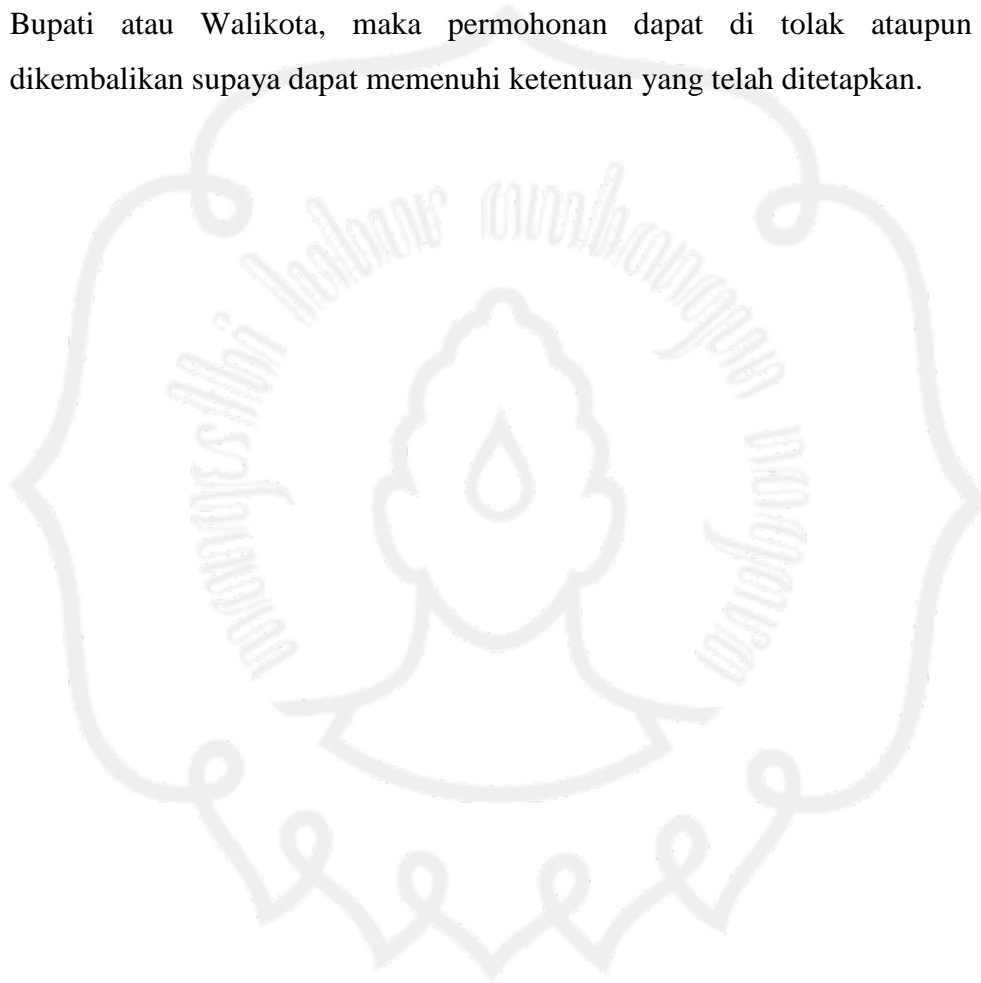 Bupati atau Walikota, maka permohonan dapat di tolak ataupun
dikembalikan supaya dapat memenuhi ketentuan yang telah ditetapkan.